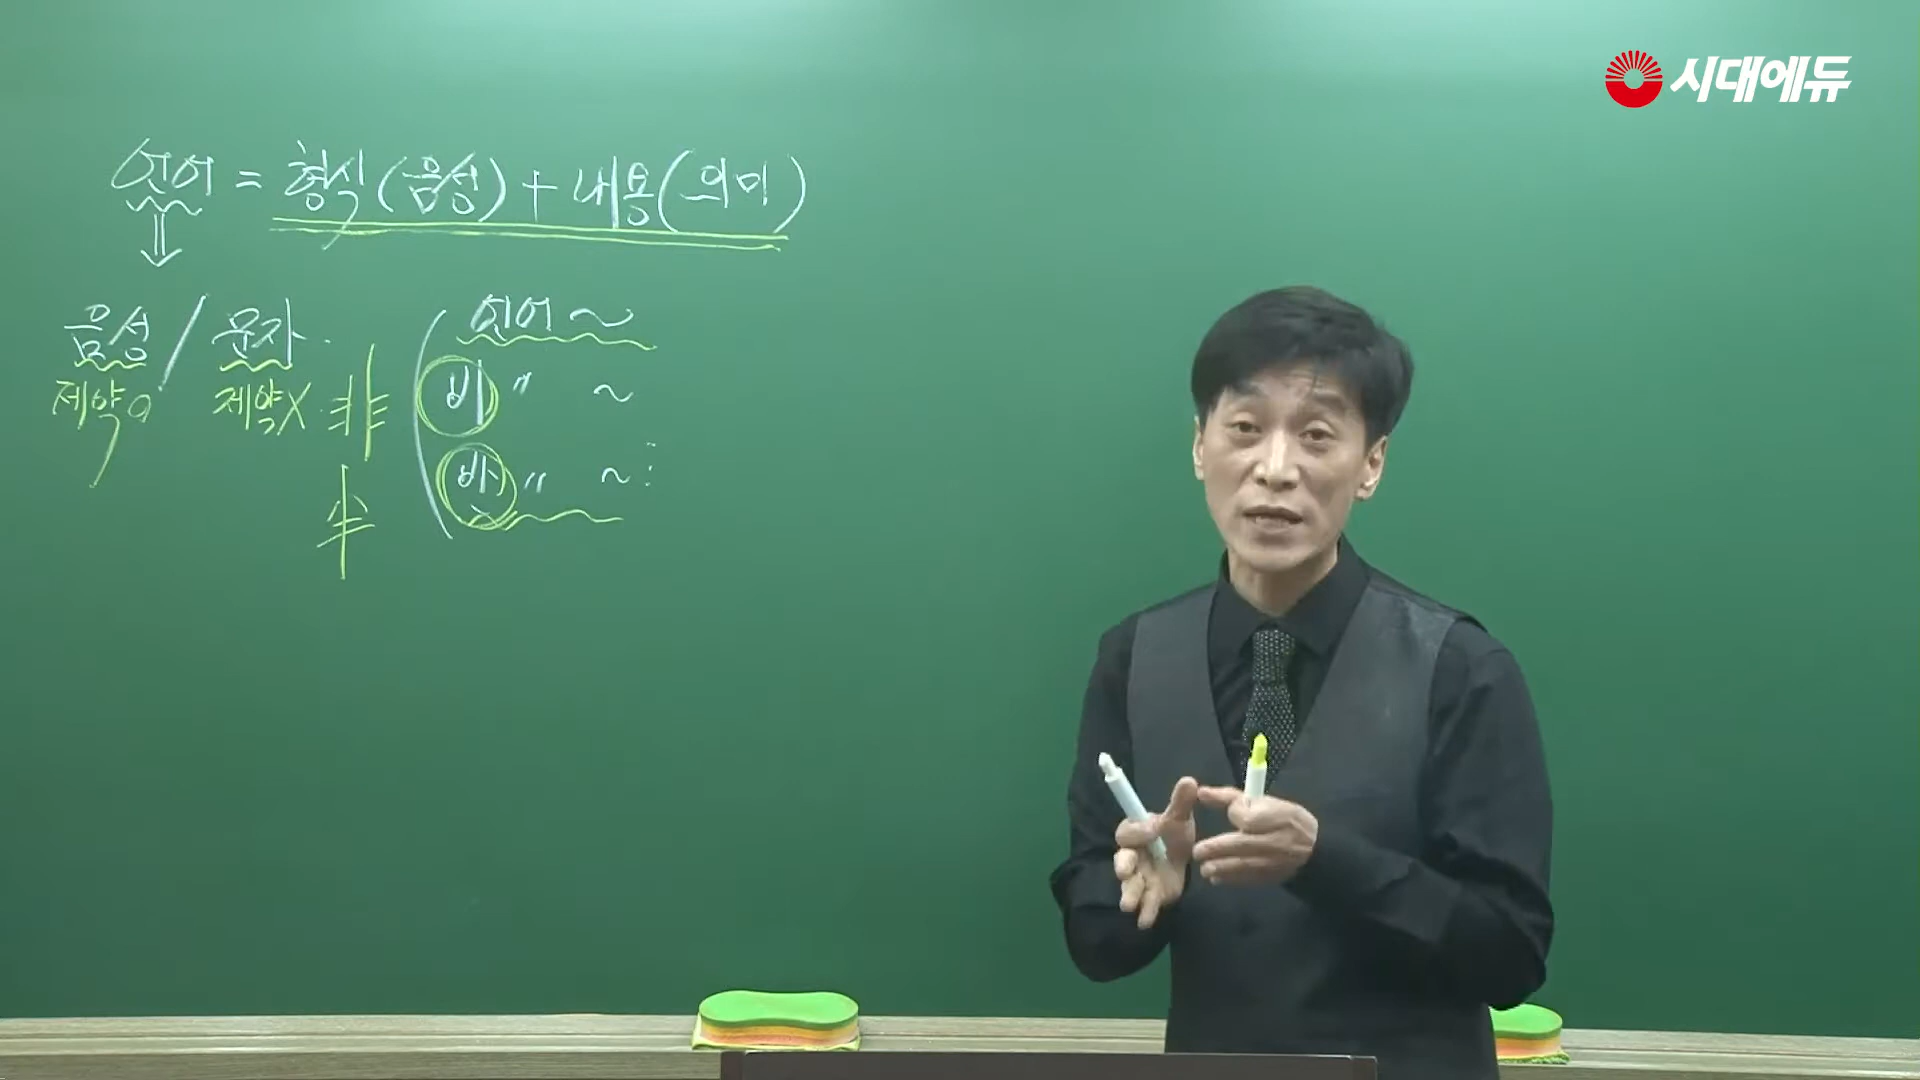 시대에듀
언어 = 형식(음성) + 내용(의미)
음성 / 문자.
제약O 제약X
언어 ~
非 비 〃 ~
半 반 〃 ~ :